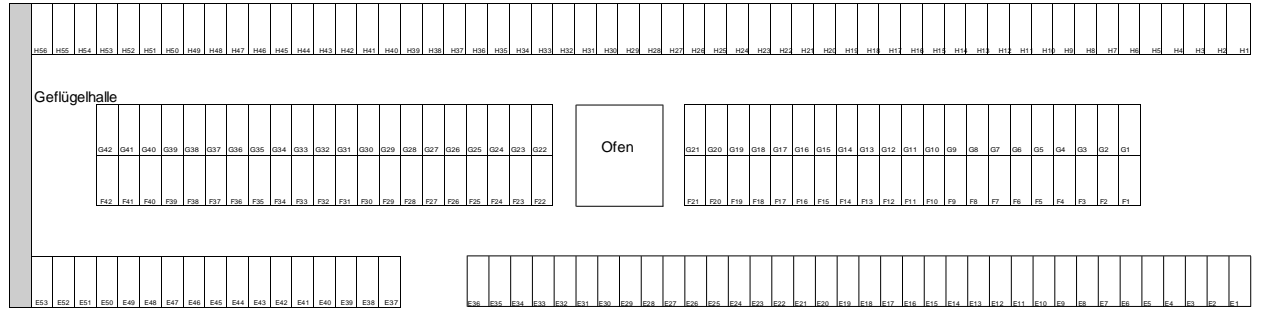 H56 H55 H54 H53 H52 H51 H50 H49 H48 H47 H46 H45 H44 H43 H42 H41 H40 H39 H38 H37 H36 H35 H34 H33 H32 H31 H30 H29 H28 H27 H26 H25 H24 H23 H22 H21 H20 H19 H18 H17 H16 H15 H14 H13 H12 H11 H10 H9 H8 H7 H6 H5 H4 H3 H2 H1
Geflügelhalle
Ofen
G42 G41 G40 G39 G38 G37 G36 G35 G34 G33 G32 G31 G30 G29 G28 G27 G26 G25 G24 G23 G22 G21 G20 G19 G18 G17 G16 G15 G14 G13 G12 G11 G10 G9 G8 G7 G6 G5 G4 G3 G2 G1
F42 F41 F40 F39 F38 F37 F36 F35 F34 F33 F32 F31 F30 F29 F28 F27 F26 F25 F24 F23 F22 F21 F20 F19 F18 F17 F16 F15 F14 F13 F12 F11 F10 F9 F8 F7 F6 F5 F4 F3 F2 F1
E53 E52 E51 E50 E49 E48 E47 E46 E45 E44 E43 E42 E41 E40 E39 E38 E37 E36 E35 E34 E33 E32 E31 E30 E29 E28 E27 E26 E25 E24 E23 E22 E21 E20 E19 E18 E17 E16 E15 E14 E13 E12 E11 E10 E9 E8 E7 E6 E5 E4 E3 E2 E1